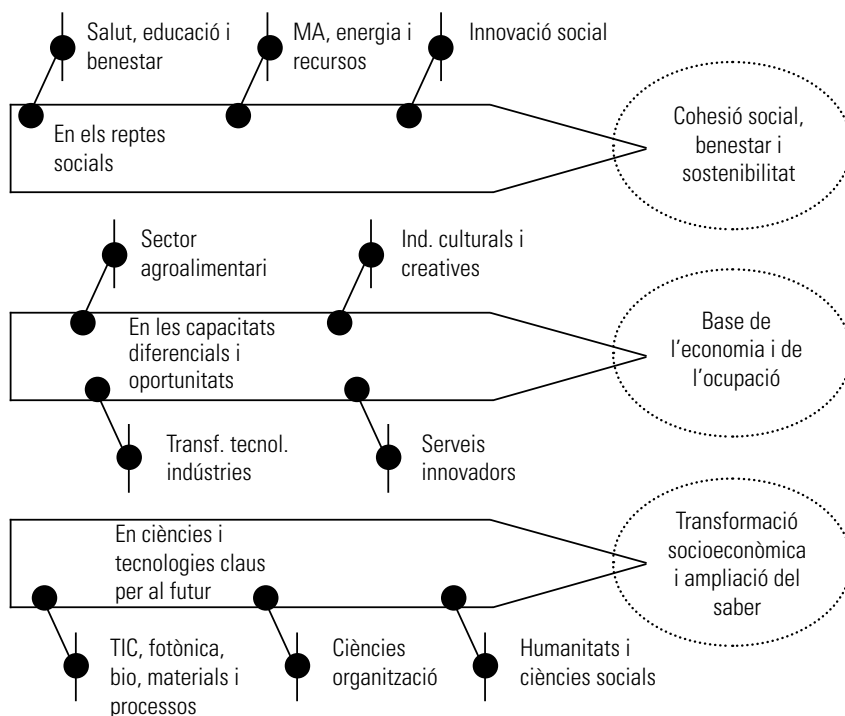 Salut, educació i
benestar
MA, energia i
recursos
Innovació social
En els reptes
socials
Cohesió social,
benestar i
sostenibilitat
Sector
agroalimentari
Ind. culturals i
creatives
En les capacitats
diferencials i
oportunitats
Base de
l'economia i de
l'ocupació
Transf. tecnol.
indústries
Serveis
innovadors
En ciències i
tecnologies claus
per al futur
Transformació
socioeconòmica
i ampliació del
saber
TIC, fotònica,
bio, materials i
processos
Ciències
organització
Humanitats i
ciències socials